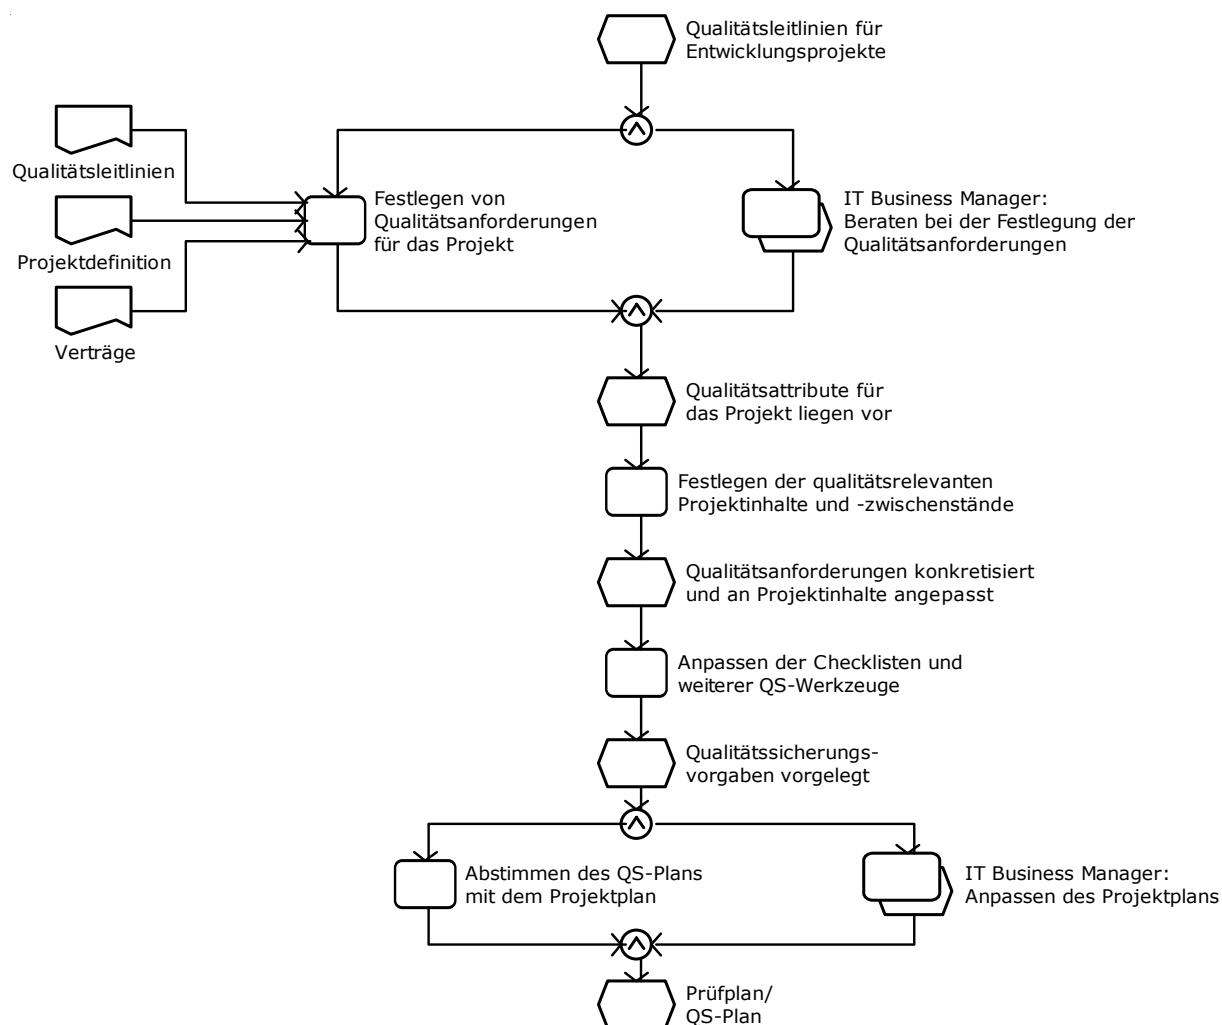 Qualitätsleitlinien für
Entwicklungsprojekte
Qualitätsleitlinien
Projektdefinition
Verträge
Festlegen von
Qualitätsanforderungen
für das Projekt
IT Business Manager:
Beraten bei der Festlegung der
Qualitätsanforderungen
Qualitätsattribute für
das Projekt liegen vor
Festlegen der qualitätsrelevanten
Projektinhalte und -zwischenstände
Qualitätsanforderungen konkretisiert
und an Projektinhalte angepasst
Anpassen der Checklisten und
weiterer QS-Werkzeuge
Qualitätssicherungs-
vorgaben vorgelegt
Abstimmen des QS-Plans
mit dem Projektplan
IT Business Manager:
Anpassen des Projektplans
Prüfplan/
QS-Plan